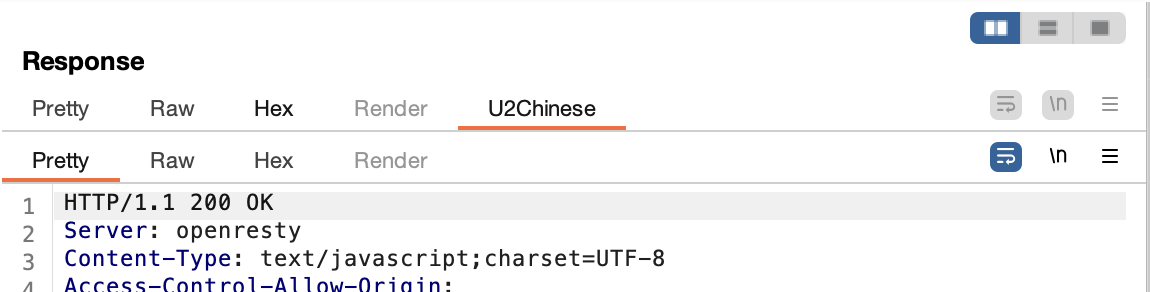 Response
Pretty Raw Hex Render U2Chinese \n
Pretty Raw Hex Render \n
1 HTTP/1.1 200 OK
2 Server: openresty
3 Content-Type: text/javascript;charset=UTF-8
4 Access-Control-Allow-Origin: